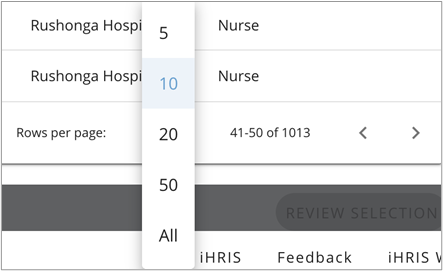 Rushonga Hospi
Nurse
5
Rushonga Hospi
Nurse
10
Rows per page:
20
41-50 of 1013
50
REVIEW SELECTION
All
iHRIS
Feedback
iHRIS